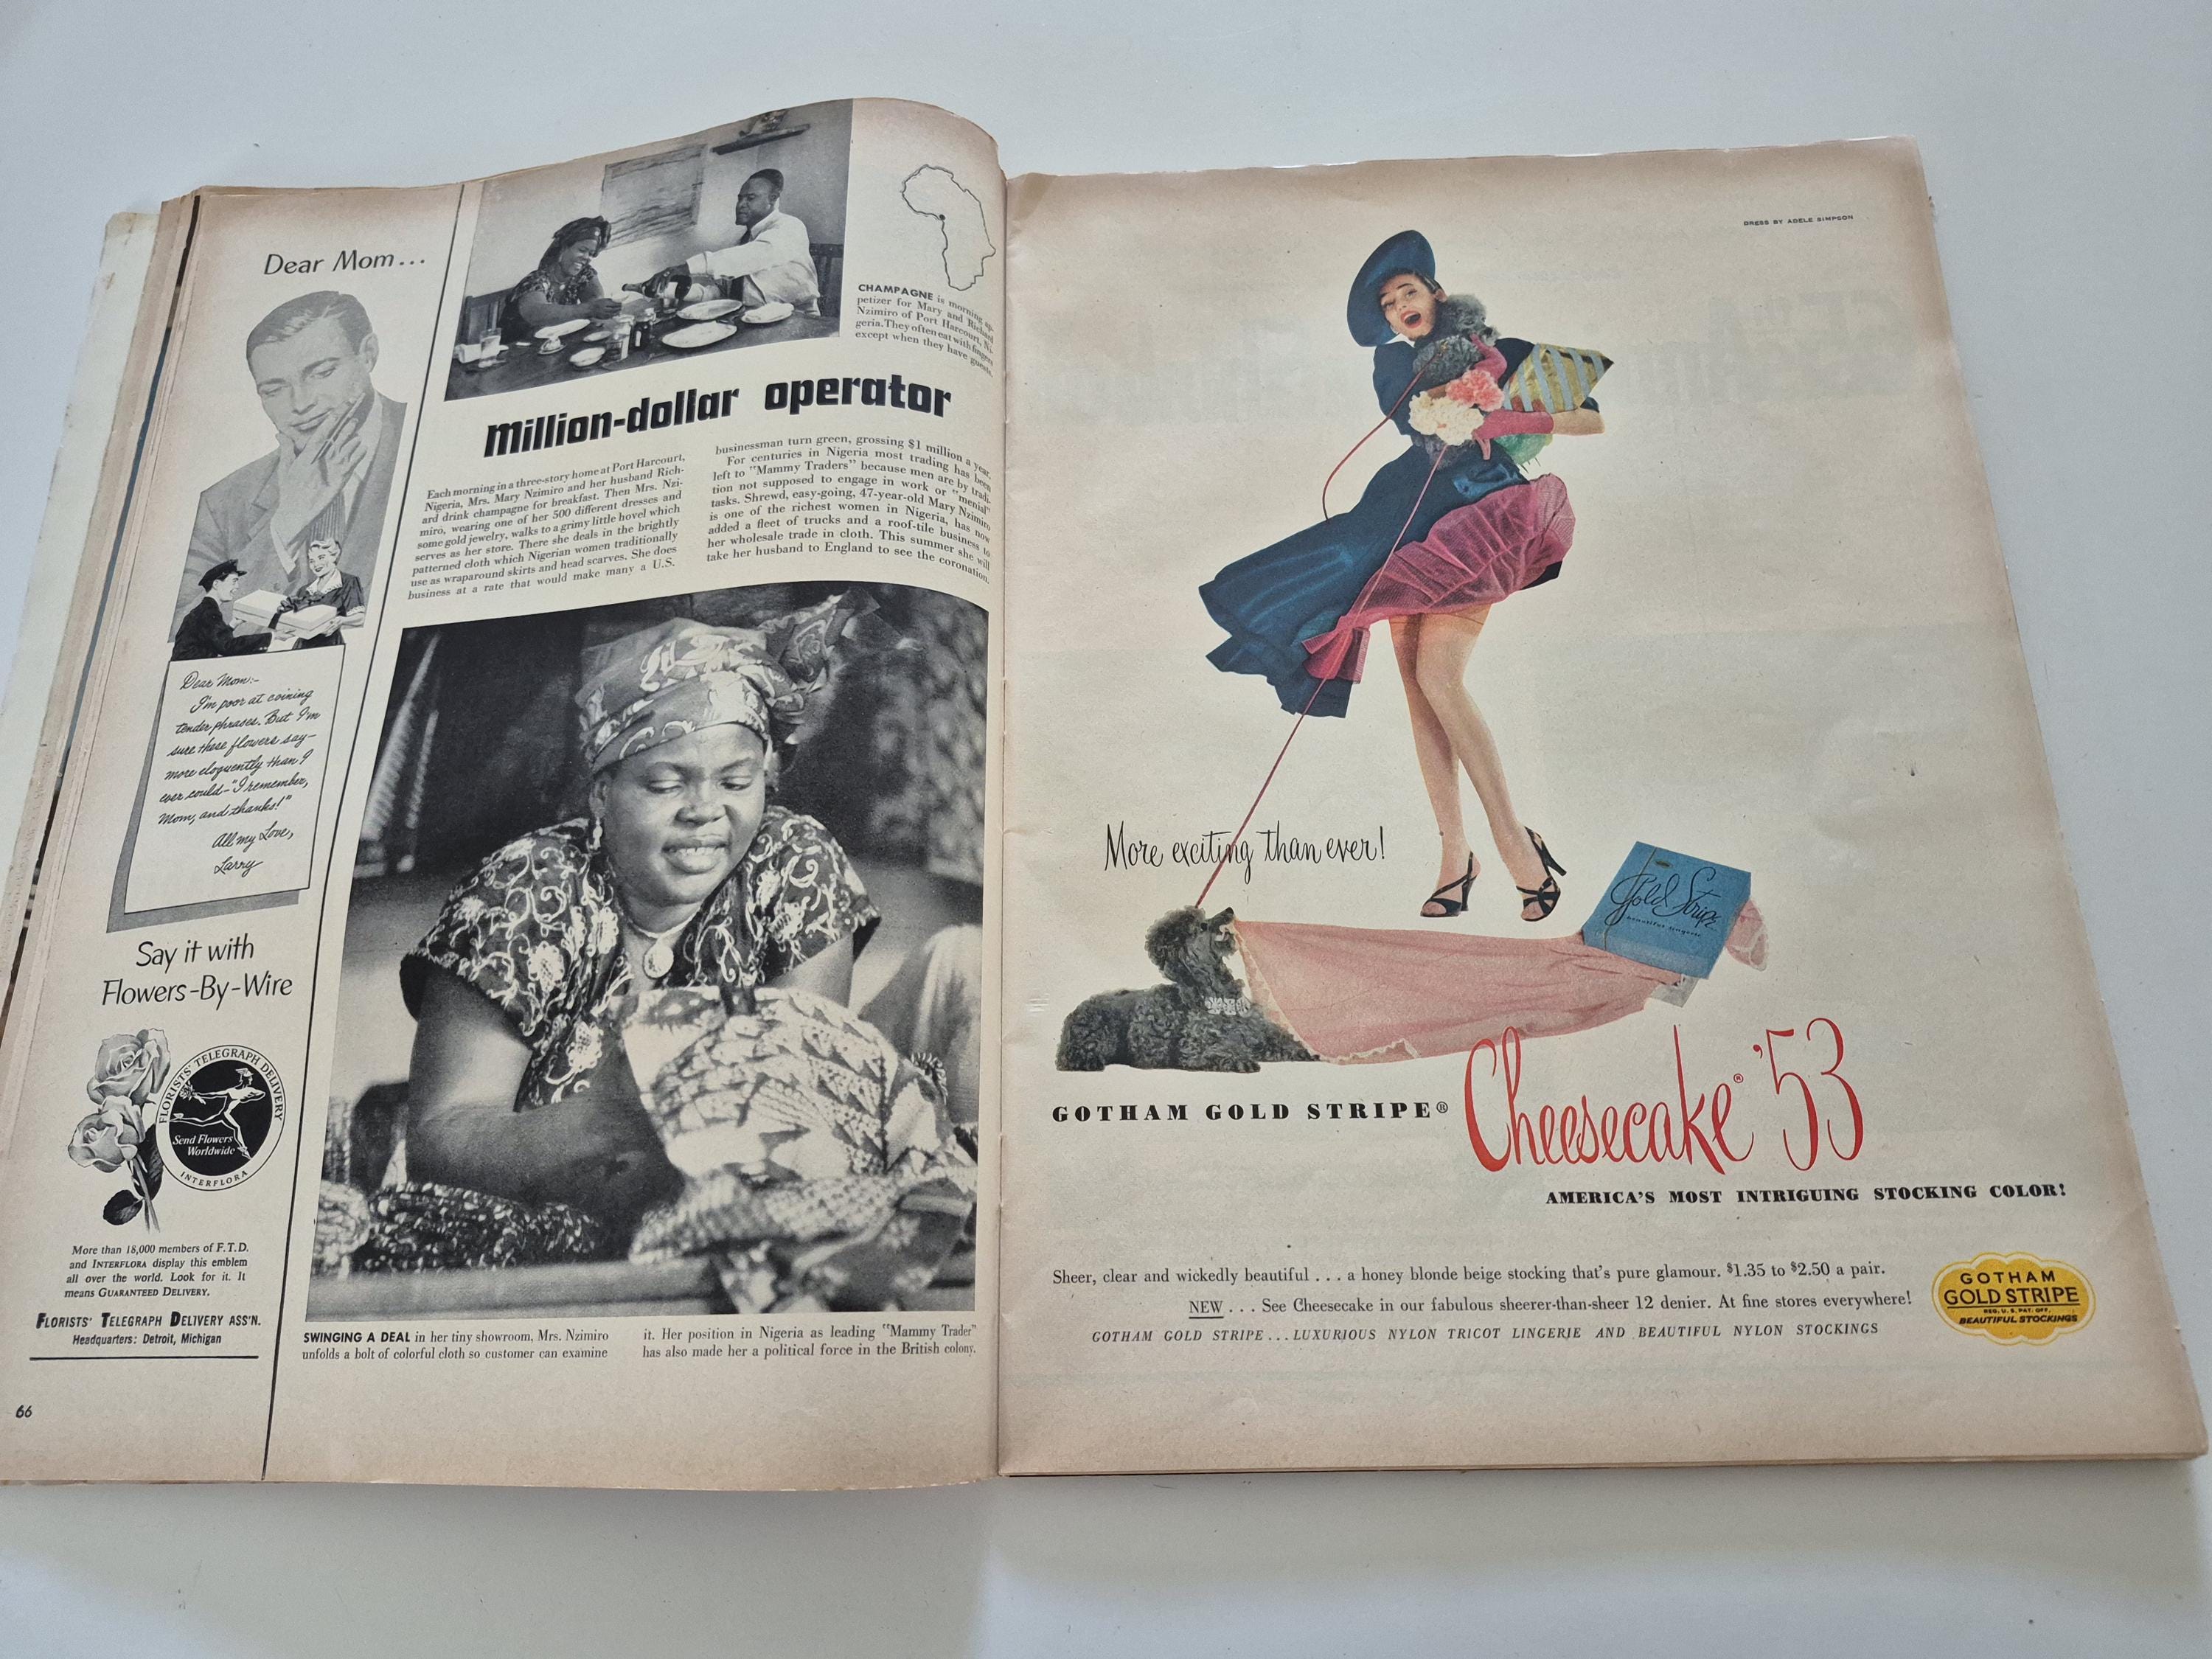 Dear Mom...
Dear Mom:-
I'm poor at coining
tender phrases. But I'm
sure these flowers say-
more eloquently than I
ever could-"I remember,
Mom, and thanks!"
All my Love,
Larry
Say it with
Flowers-By-Wire
FLORISTS' TELEGRAPH DELIVERY
Send Flowers
Worldwide
INTERFLORA
More than 18,000 members of F.T.D.
and INTERFLORA display this emblem
all over the world. Look for it. It
means GUARANTEED DELIVERY.
FLORISTS' TELEGRAPH DELIVERY ASS'N.
Headquarters: Detroit, Michigan
66
CHAMPAGNE is morning ap-
petizer for Mary and Richard
Nzimiro of Port Harcourt, Ni-
geria. They often eat with fingers
except when they have guests.
Million-dollar operator
Each morning in a three-story home at Port Harcourt,
Nigeria, Mrs. Mary Nzimiro and her husband Rich-
ard drink champagne for breakfast. Then Mrs. Nzi-
miro, wearing one of her 500 different dresses and
some gold jewelry, walks to a grimy little hovel which
serves as her store. There she deals in the brightly
patterned cloth which Nigerian women traditionally
use as wraparound skirts and head scarves. She does
business at a rate that would make many a U.S.
businessman turn green, grossing $1 million a year.
For centuries in Nigeria most trading has been
left to "Mammy Traders" because men are by tradi-
tion not supposed to engage in work or "menial"
tasks. Shrewd, easy-going, 47-year-old Mary Nzimiro
is one of the richest women in Nigeria, has now
added a fleet of trucks and a roof-tile business to
her wholesale trade in cloth. This summer she will
take her husband to England to see the coronation.
SWINGING A DEAL in her tiny showroom, Mrs. Nzimiro
unfolds a bolt of colorful cloth so customer can examine
it. Her position in Nigeria as leading "Mammy Trader"
has also made her a political force in the British colony.
DRESS BY ADELE SIMPSON
More exciting than ever!
Gold Stripe
beautiful lingerie
GOTHAM GOLD STRIPE®
Cheesecake® '53
AMERICA'S MOST INTRIGUING STOCKING COLOR!
Sheer, clear and wickedly beautiful . . . a honey blonde beige stocking that's pure glamour. $1.35 to $2.50 a pair.
NEW . . . See Cheesecake in our fabulous sheerer-than-sheer 12 denier. At fine stores everywhere!
GOTHAM GOLD STRIPE . . . LUXURIOUS NYLON TRICOT LINGERIE AND BEAUTIFUL NYLON STOCKINGS
GOTHAM
GOLD STRIPE
REG. U. S. PAT. OFF.
BEAUTIFUL STOCKINGS